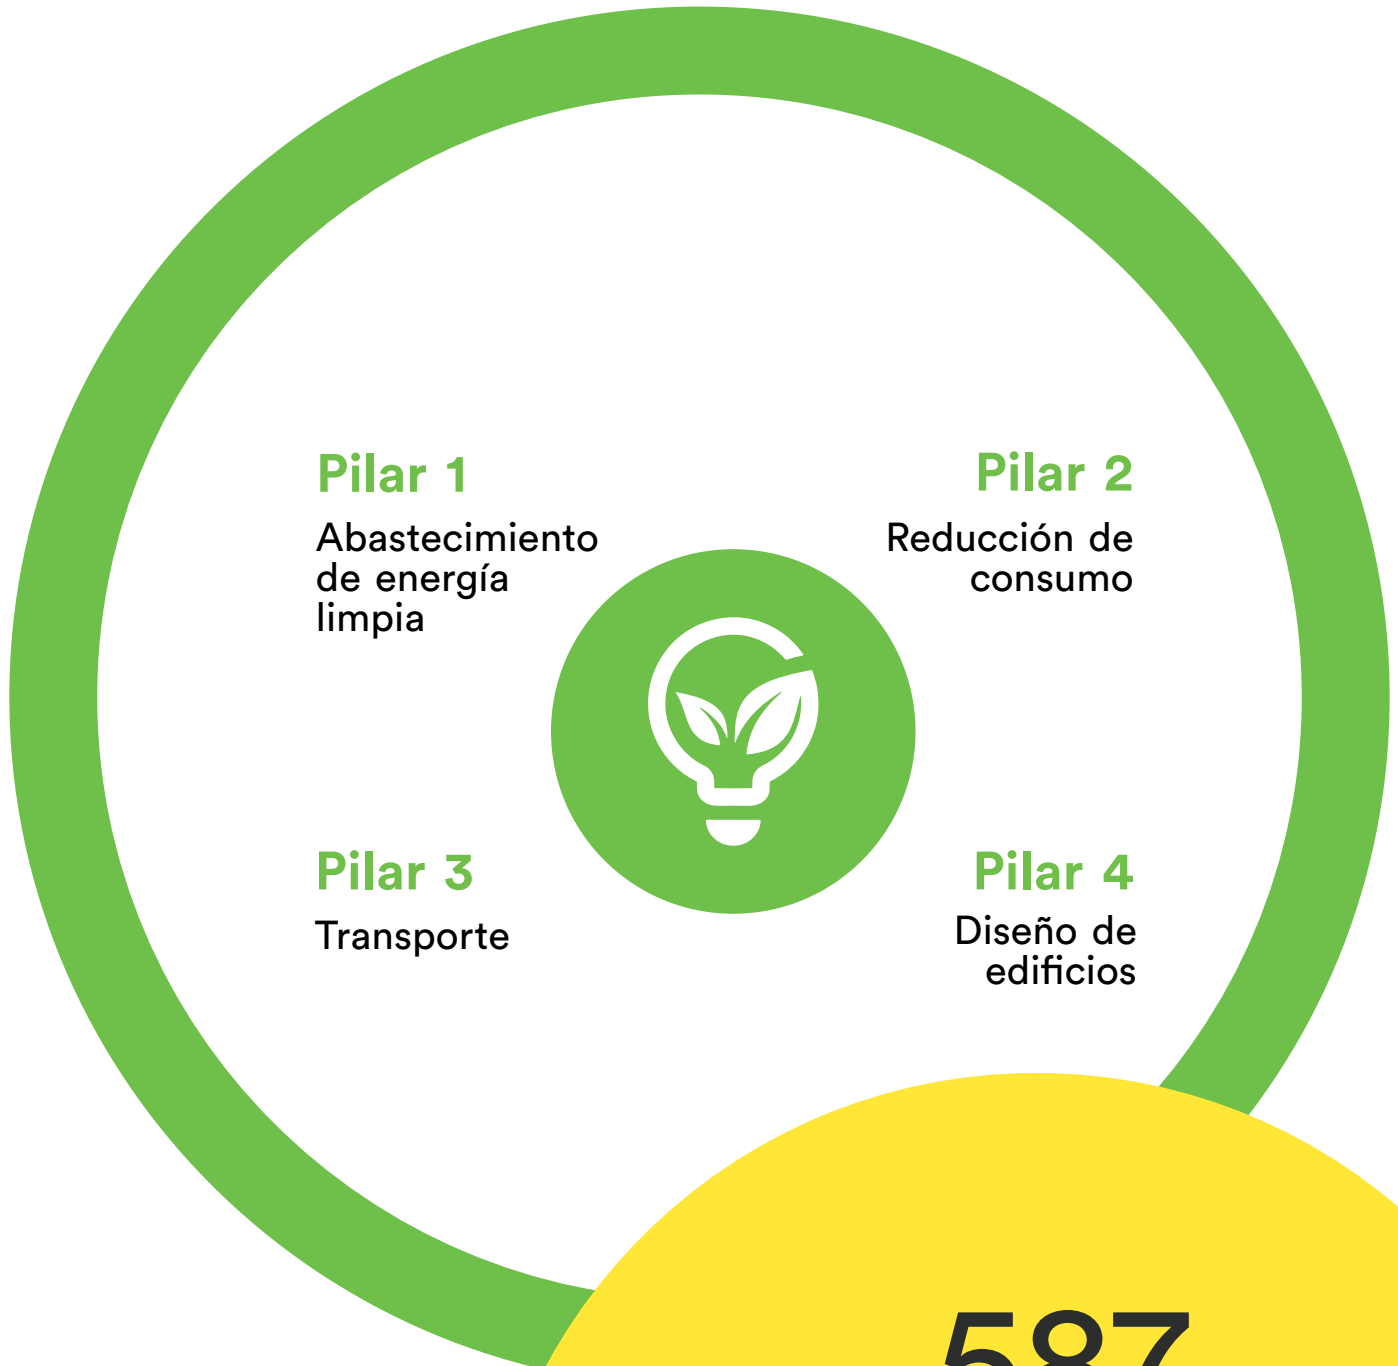 Pilar 1
Abastecimiento
de energía
limpia
Pilar 2
Reducción de
consumo
Pilar 3
Transporte
Pilar 4
Diseño de
edificios
587